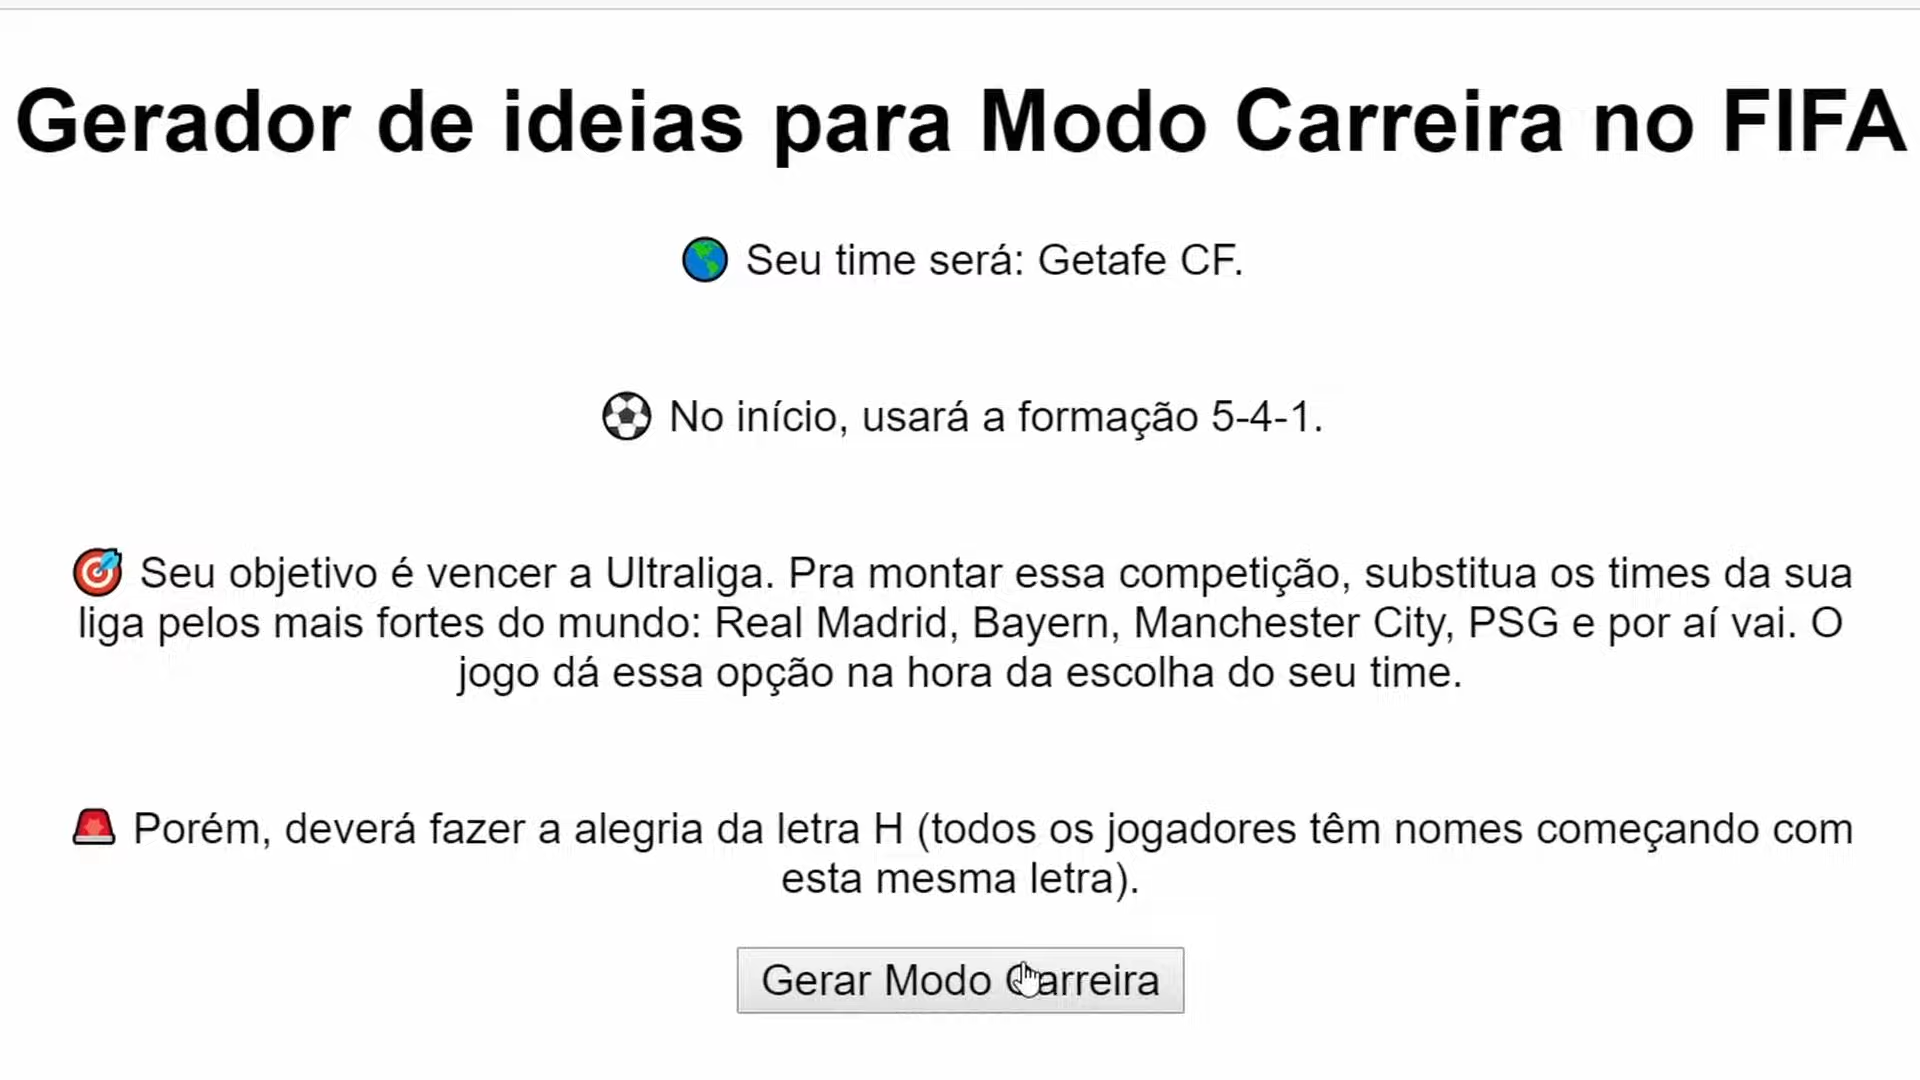 Gerador de ideias para Modo Carreira no FIFA
🌎 Seu time será: Getafe CF.
⚽ No início, usará a formação 5-4-1.
🎯 Seu objetivo é vencer a Ultraliga. Pra montar essa competição, substitua os times da sua
liga pelos mais fortes do mundo: Real Madrid, Bayern, Manchester City, PSG e por aí vai. O
jogo dá essa opção na hora da escolha do seu time.
🚨 Porém, deverá fazer a alegria da letra H (todos os jogadores têm nomes começando com
esta mesma letra).
Gerar Modo Carreira